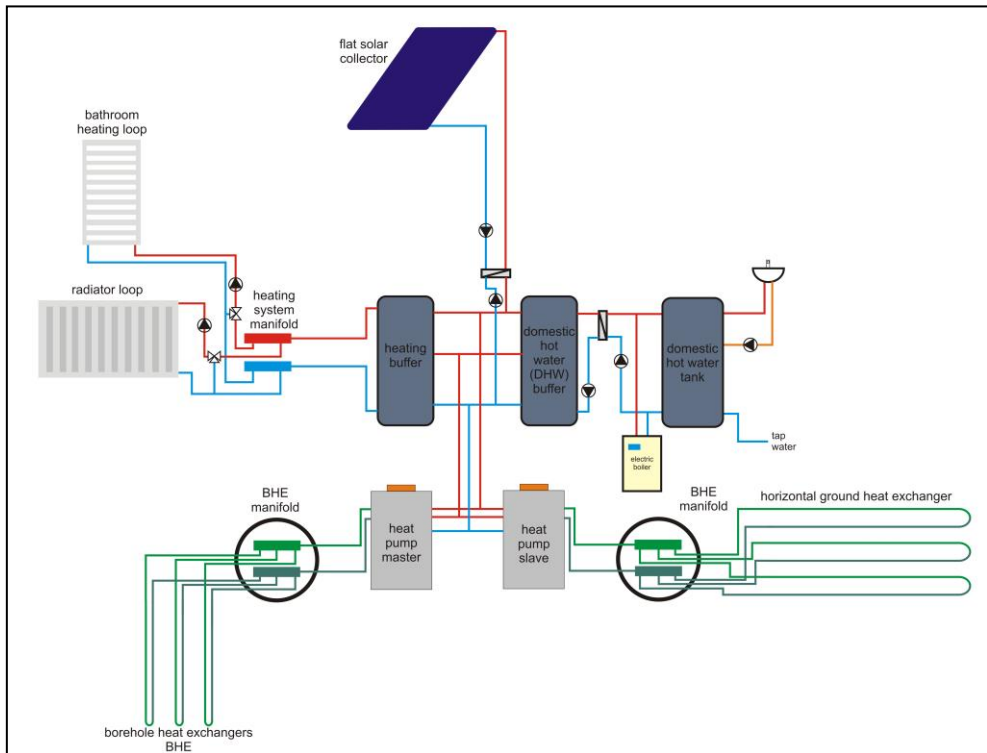 flat solar
collector
bathroom
heating loop
radiator loop
heating
system
manifold
heating
buffer
domestic
hot
water
(DHW)
buffer
domestic
hot water
tank
tap
water
electric
boiler
BHE
manifold
heat
pump
master
heat
pump
slave
BHE
manifold
horizontal ground heat exchanger
borehole heat exchangers
BHE